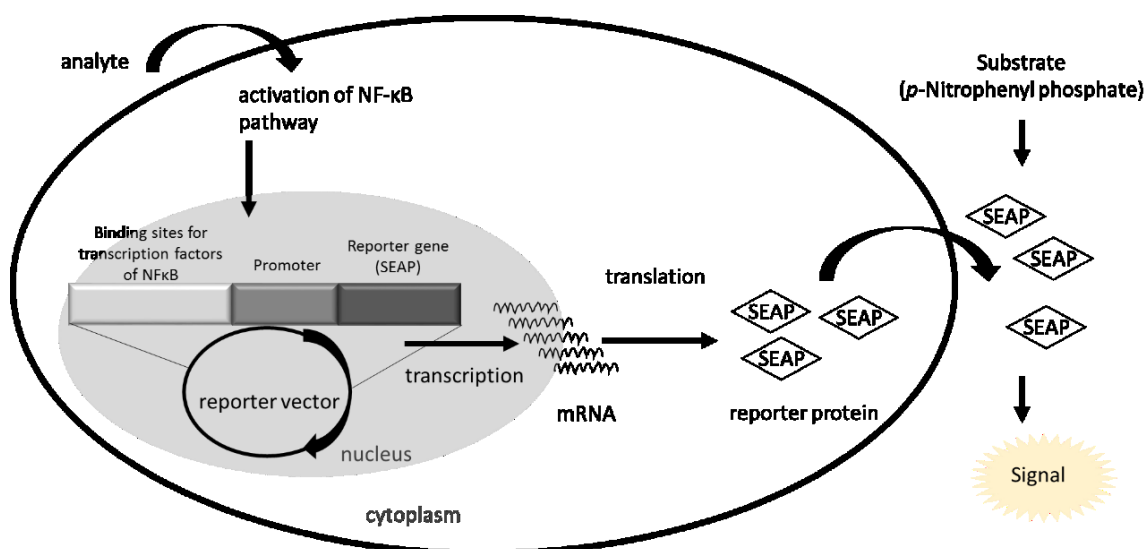 analyte
activation of NF-κB
pathway
Substrate
(p-Nitrophenyl phosphate)
Binding sites for
transcription factors
of NFκB
Promoter
Reporter gene
(SEAP)
translation
SEAP
SEAP
SEAP
SEAP
SEAP
SEAP
transcription
reporter vector
mRNA
reporter protein
nucleus
Signal
cytoplasm